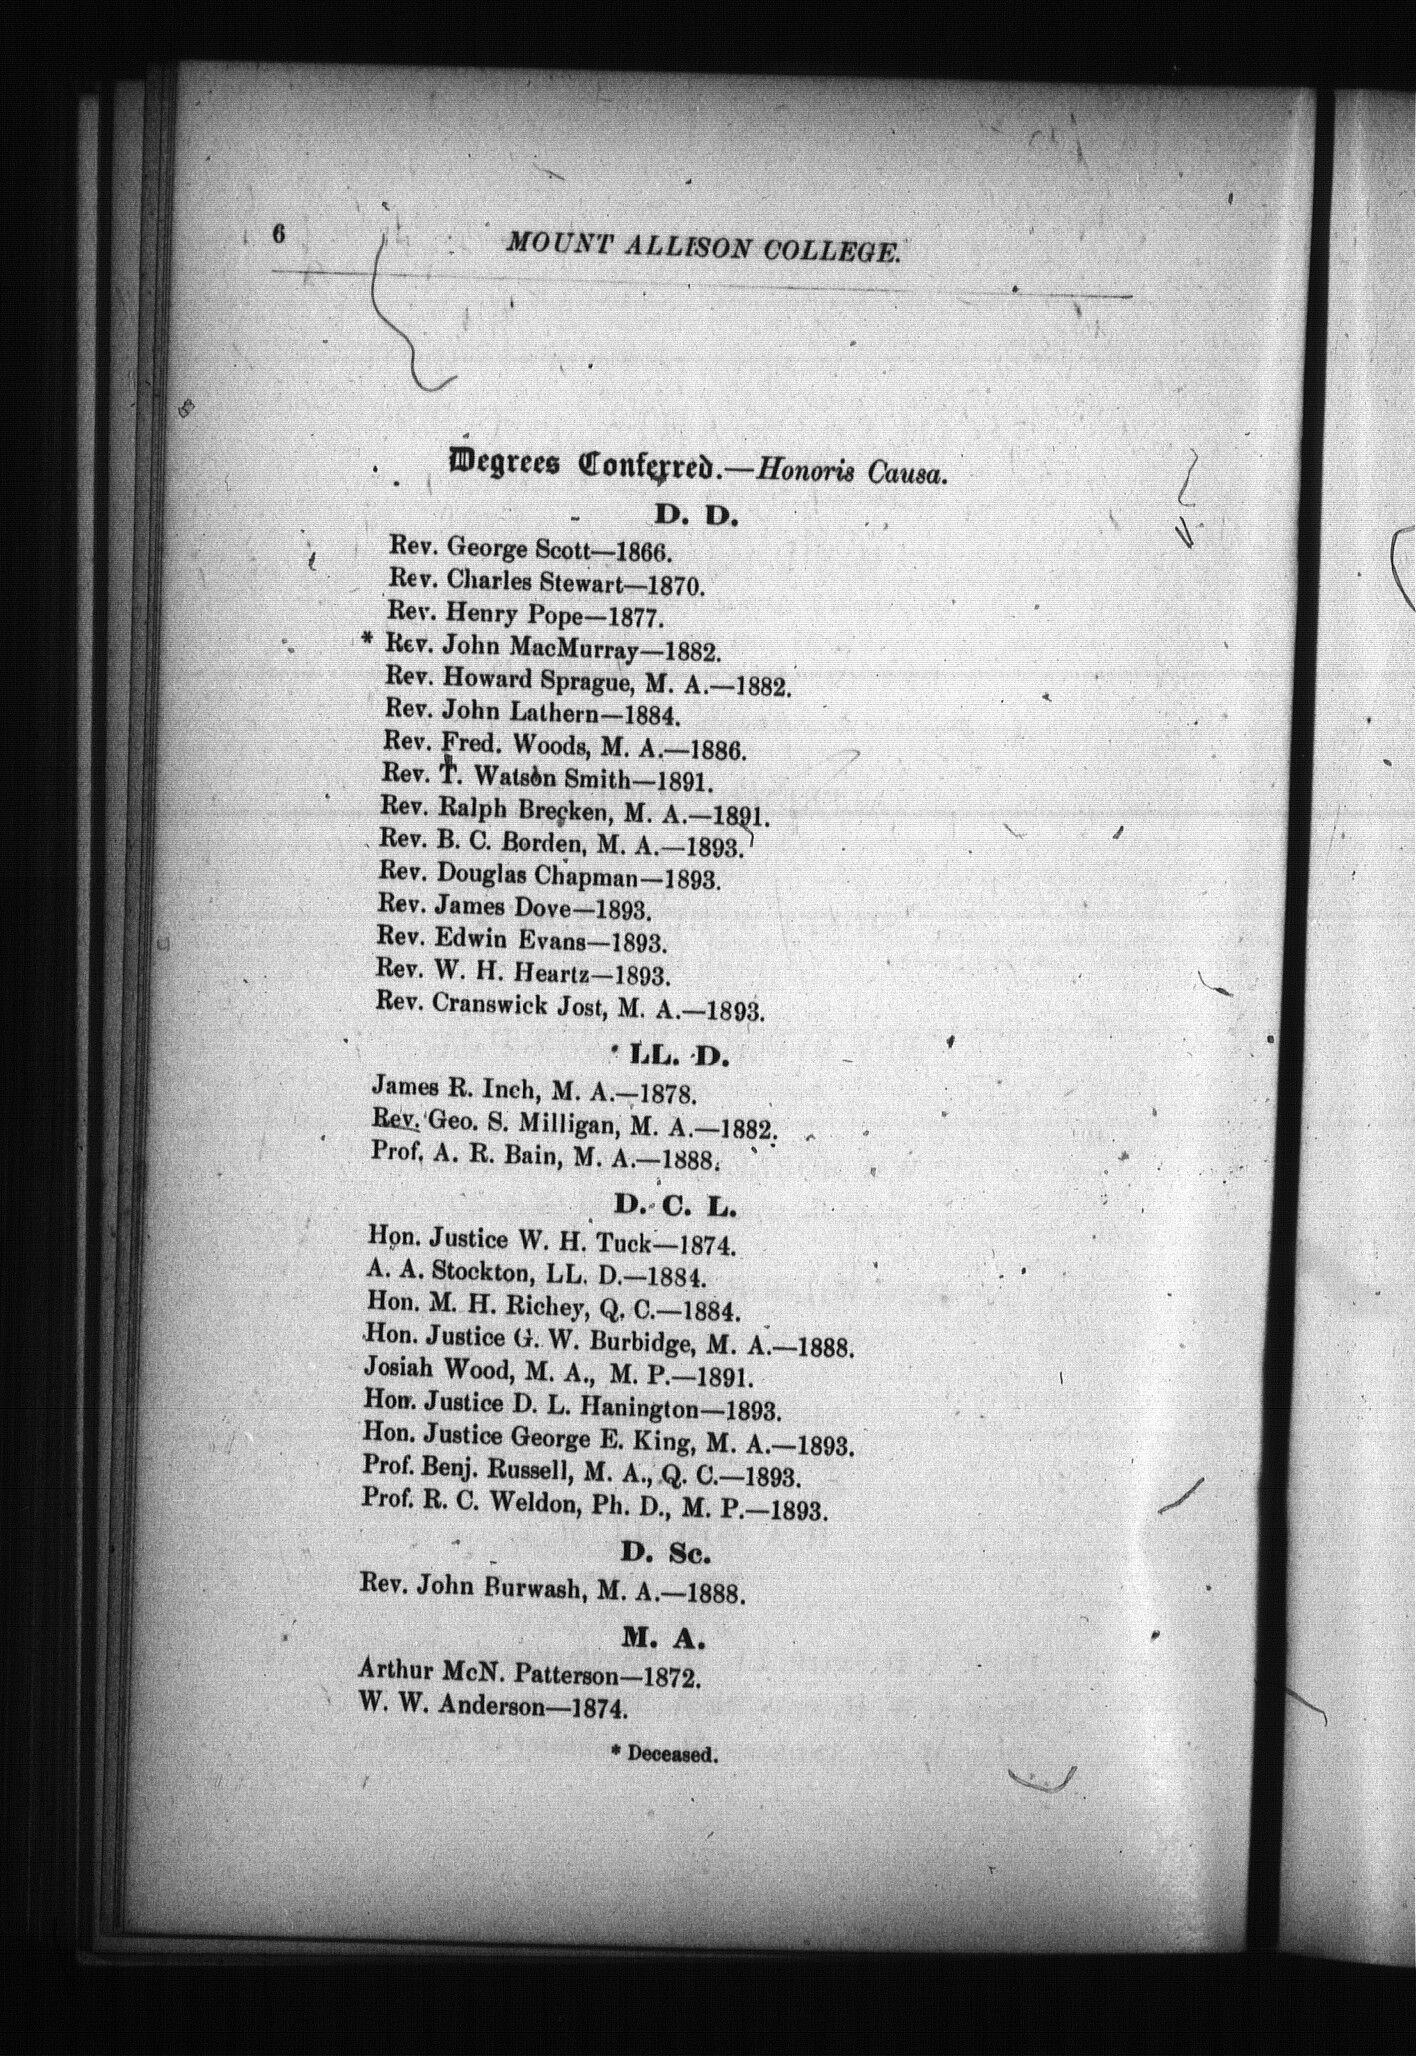 6
MOUNT ALLISON COLLEGE.
Degrees Conferred.—Honoris Causa.
D. D.
Rev. George Scott—1866.
Rev. Charles Stewart—1870.
Rev. Henry Pope—1877.
* Rev. John MacMurray—1882.
Rev. Howard Sprague, M. A.—1882.
Rev. John Lathern—1884.
Rev. Fred. Woods, M. A.—1886.
Rev. T. Watson Smith—1891.
Rev. Ralph Brecken, M. A.—1891.
Rev. B. C. Borden, M. A.—1893.
Rev. Douglas Chapman—1893.
Rev. James Dove—1893.
Rev. Edwin Evans—1893.
Rev. W. H. Heartz—1893.
Rev. Cranswick Jost, M. A.—1893.
LL. D.
James R. Inch, M. A.—1878.
Rev. Geo. S. Milligan, M. A.—1882.
Prof. A. R. Bain, M. A.—1888.
D. C. L.
Hon. Justice W. H. Tuck—1874.
A. A. Stockton, LL. D.—1884.
Hon. M. H. Richey, Q. C.—1884.
Hon. Justice G. W. Burbidge, M. A.—1888.
Josiah Wood, M. A., M. P.—1891.
Hon. Justice D. L. Hanington—1893.
Hon. Justice George E. King, M. A.—1893.
Prof. Benj. Russell, M. A., Q. C.—1893.
Prof. R. C. Weldon, Ph. D., M. P.—1893.
D. Sc.
Rev. John Burwash, M. A.—1888.
M. A.
Arthur McN. Patterson—1872.
W. W. Anderson—1874.
* Deceased.